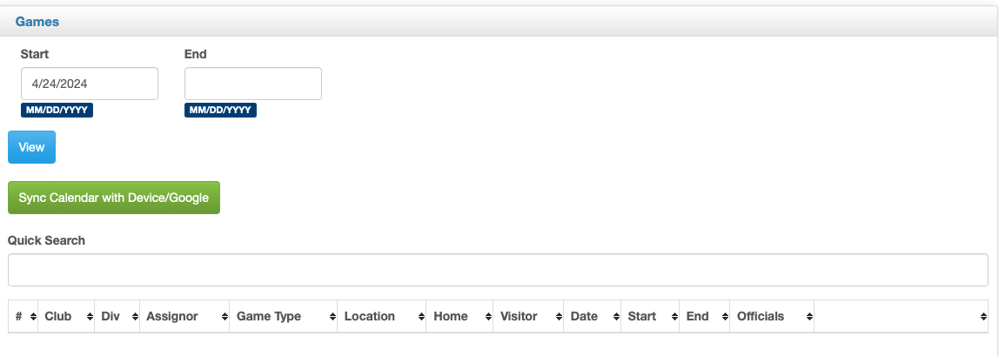 Games
Start End
4/24/2024
MM/DD/YYYY MM/DD/YYYY
View
Sync Calendar with Device/Google
Quick Search
# Club Div Assignor Game Type Location Home Visitor Date Start End Officials